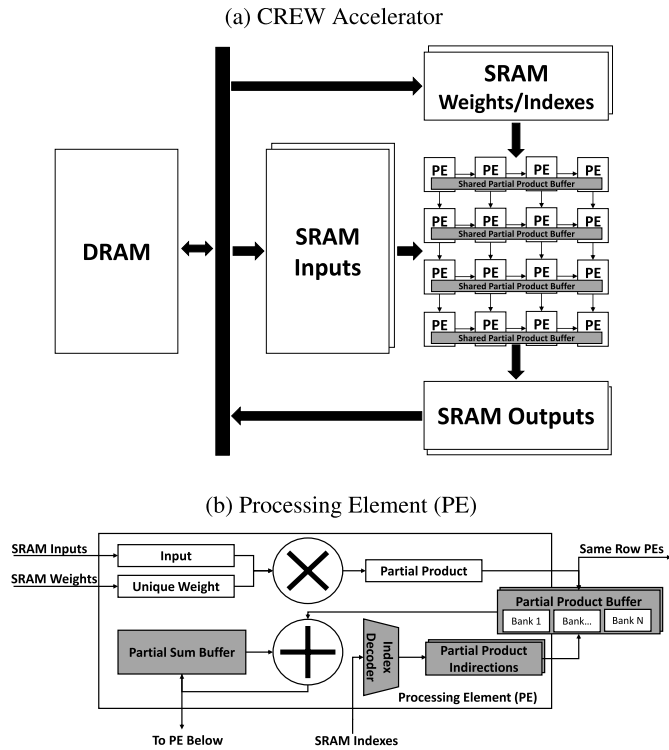 (a) CREW Accelerator
SRAM
Weights/Indexes
DRAM
SRAM
Inputs
PE PE PE PE
Shared Partial Product Buffer
PE PE PE PE
Shared Partial Product Buffer
PE PE PE PE
Shared Partial Product Buffer
PE PE PE PE
Shared Partial Product Buffer
SRAM Outputs
(b) Processing Element (PE)
SRAM Inputs
Input
SRAM Weights
Unique Weight
Partial Product
Same Row PEs
Partial Product Buffer
Bank 1 Bank... Bank N
Partial Sum Buffer
Index
Decoder
Partial Product
Indirections
Processing Element (PE)
To PE Below
SRAM Indexes